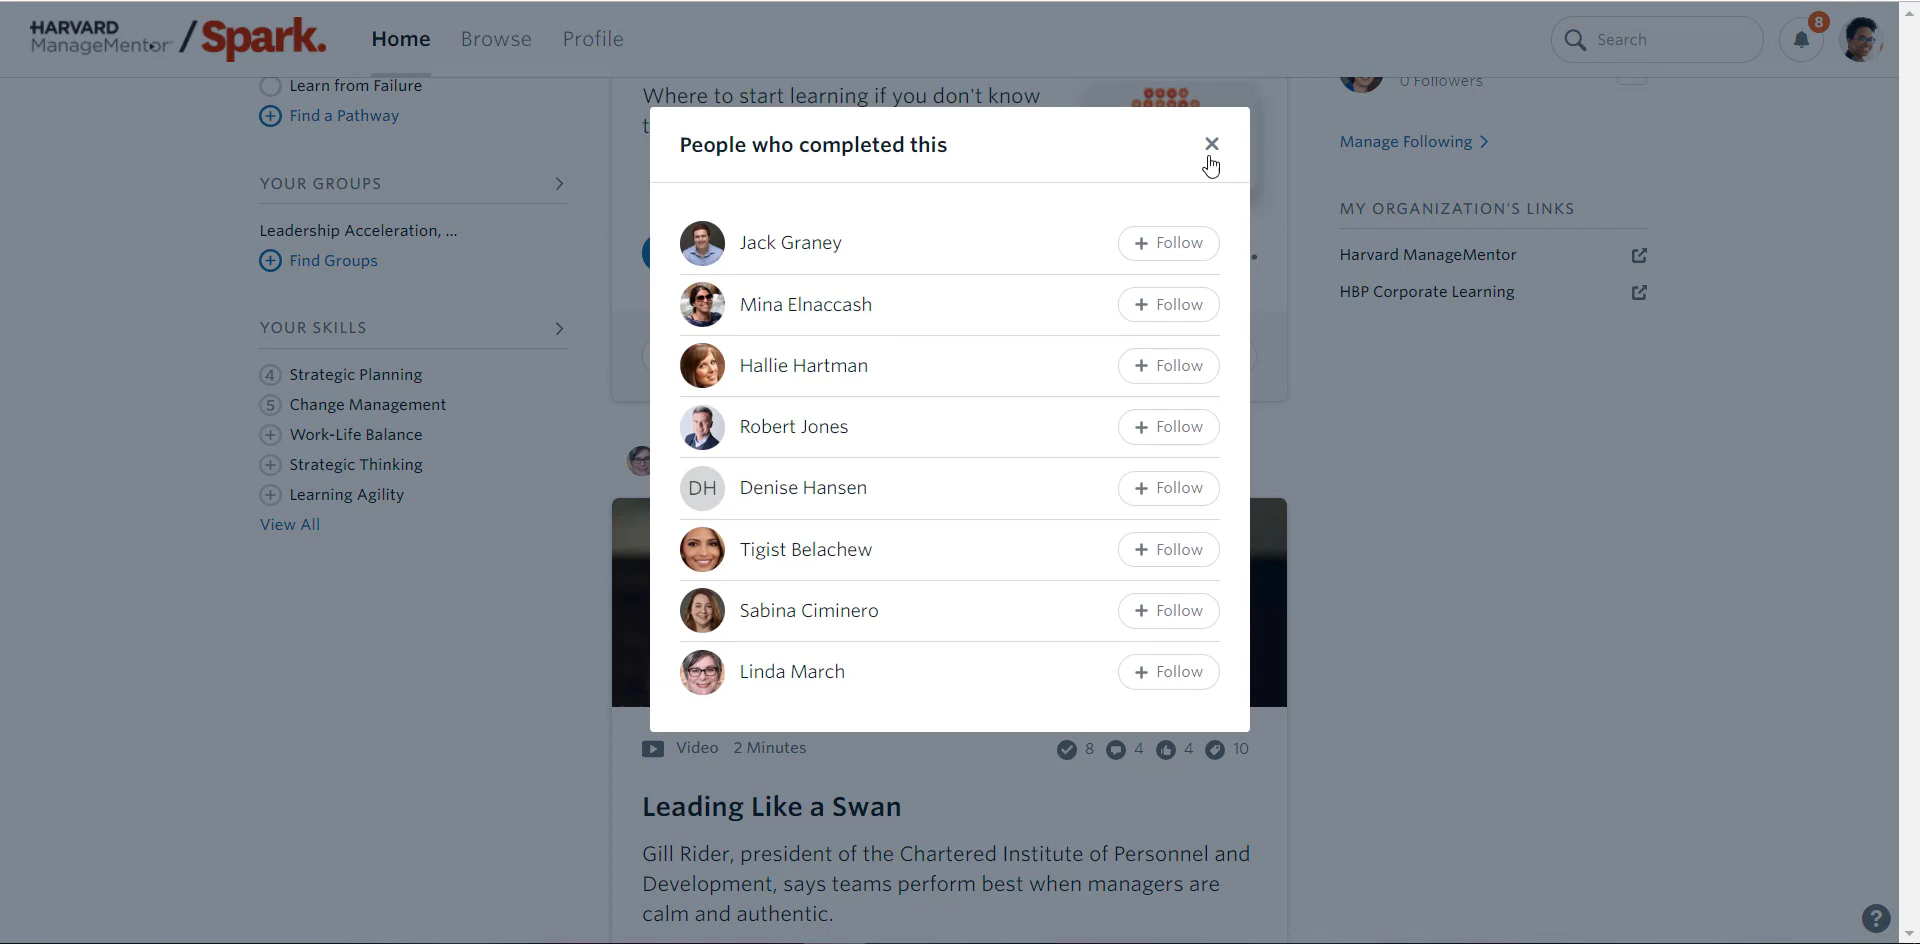 HARVARD
ManageMentor / Spark.
Home
Browse
Profile
Search
8
Learn from Failure
Find a Pathway
YOUR GROUPS
Leadership Acceleration, ...
Find Groups
YOUR SKILLS
4 Strategic Planning
5 Change Management
Work-Life Balance
Strategic Thinking
Learning Agility
View All
Where to start learning if you don't know
People who completed this
Jack Graney
Follow
Mina Elnaccash
Follow
Hallie Hartman
Follow
Robert Jones
Follow
DH Denise Hansen
Follow
Tigist Belachew
Follow
Sabina Ciminero
Follow
Linda March
Follow
Video 2 Minutes
8 4 4 10
Leading Like a Swan
Gill Rider, president of the Chartered Institute of Personnel and
Development, says teams perform best when managers are
calm and authentic.
0 Followers
Manage Following
MY ORGANIZATION'S LINKS
Harvard ManageMentor
HBP Corporate Learning
?